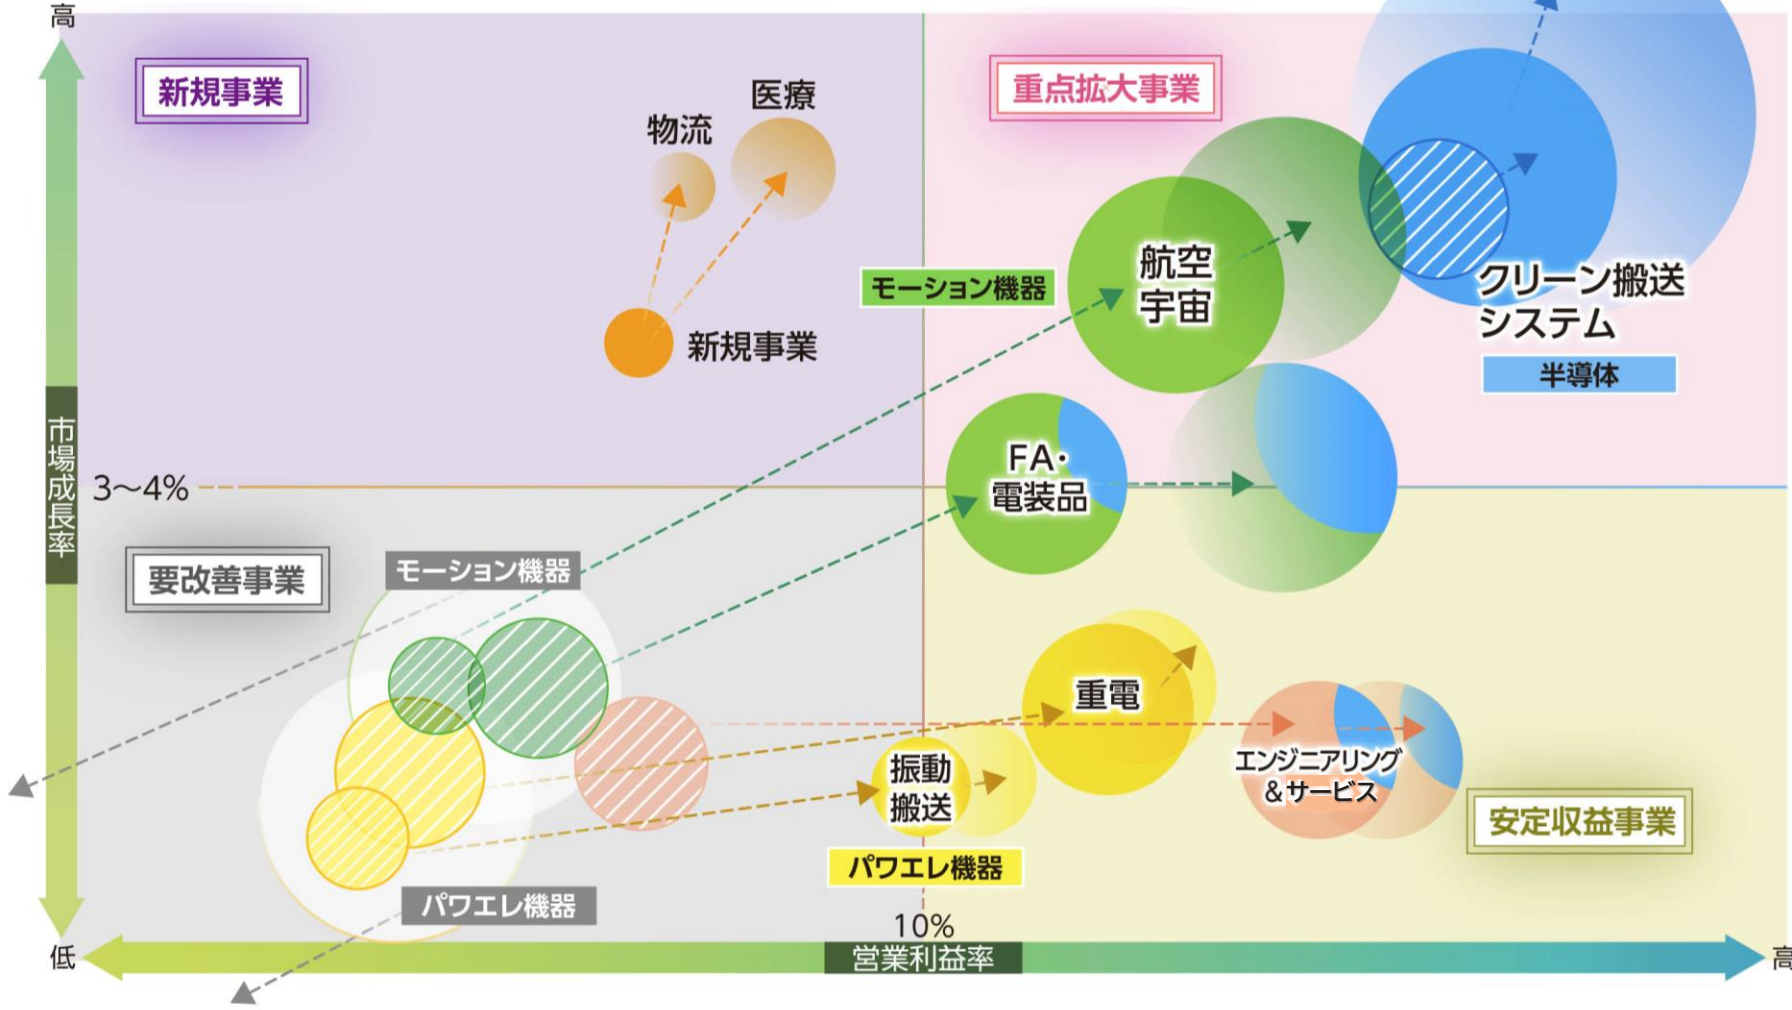 高
新規事業
医療
物流
重点拡大事業
航空
宇宙
モーション機器
クリーン搬送
システム
新規事業
半導体
市場成長率
3〜4%
FA・
電装品
要改善事業
モーション機器
重電
振動
搬送
エンジニアリング
&サービス
安定収益事業
パワエレ機器
パワエレ機器
10%
低
営業利益率
高